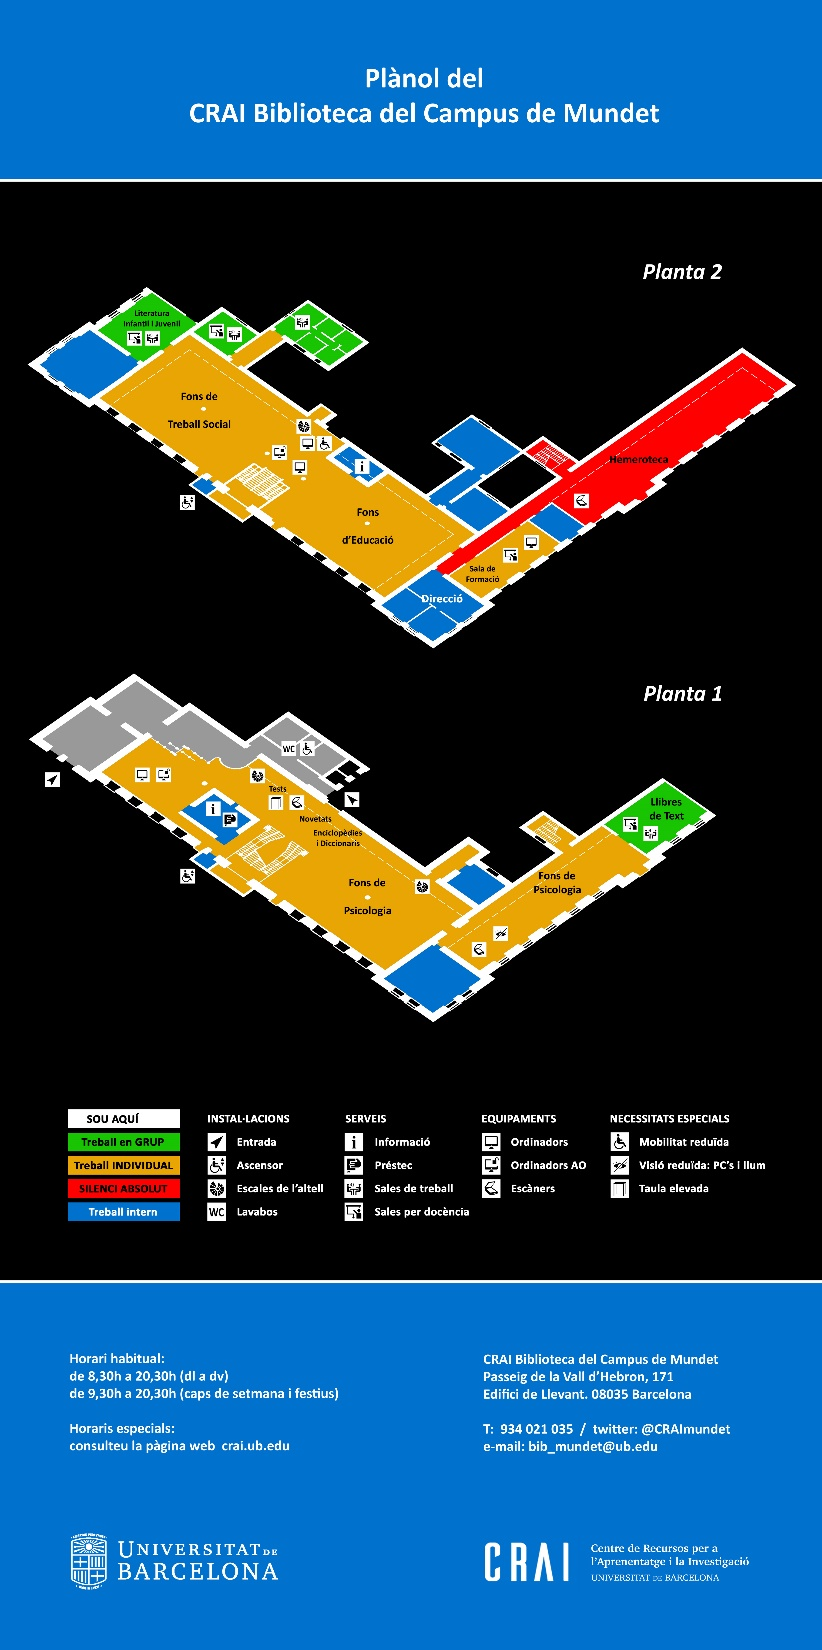 Plànol del
CRAI Biblioteca del Campus de Mundet
Planta 2
Literatura
Infantil i Juvenil
Fons de
Treball Social
i
Hemeroteca
Fons
d'Educació
Sala de
Formació
Direcció
Planta 1
WC
Tests
i
Novetats
Enciclopèdies
i Diccionaris
Llibres
de Text
Fons de
Psicologia
Fons de
Psicologia
SOU AQUÍ
Treball en GRUP
Treball INDIVIDUAL
SILENCI ABSOLUT
Treball intern
INSTAL·LACIONS
Entrada
Ascensor
Escales de l'altell
WC Lavabos
SERVEIS
i Informació
Préstec
Sales de treball
Sales per docència
EQUIPAMENTS
Ordinadors
Ordinadors AO
Escàners
NECESSITATS ESPECIALS
Mobilitat reduïda
Visió reduïda: PC's i llum
Taula elevada
Horari habitual:
de 8,30h a 20,30h (dl a dv)
de 9,30h a 20,30h (caps de setmana i festius)
Horaris especials:
consulteu la pàgina web crai.ub.edu
CRAI Biblioteca del Campus de Mundet
Passeig de la Vall d'Hebron, 171
Edifici de Llevant. 08035 Barcelona
T: 934 021 035 / twitter: @CRAImundet
e-mail: bib_mundet@ub.edu
UNIVERSITAT DE
BARCELONA
CRAI
Centre de Recursos per a
l'Aprenentatge i la Investigació
UNIVERSITAT DE BARCELONA